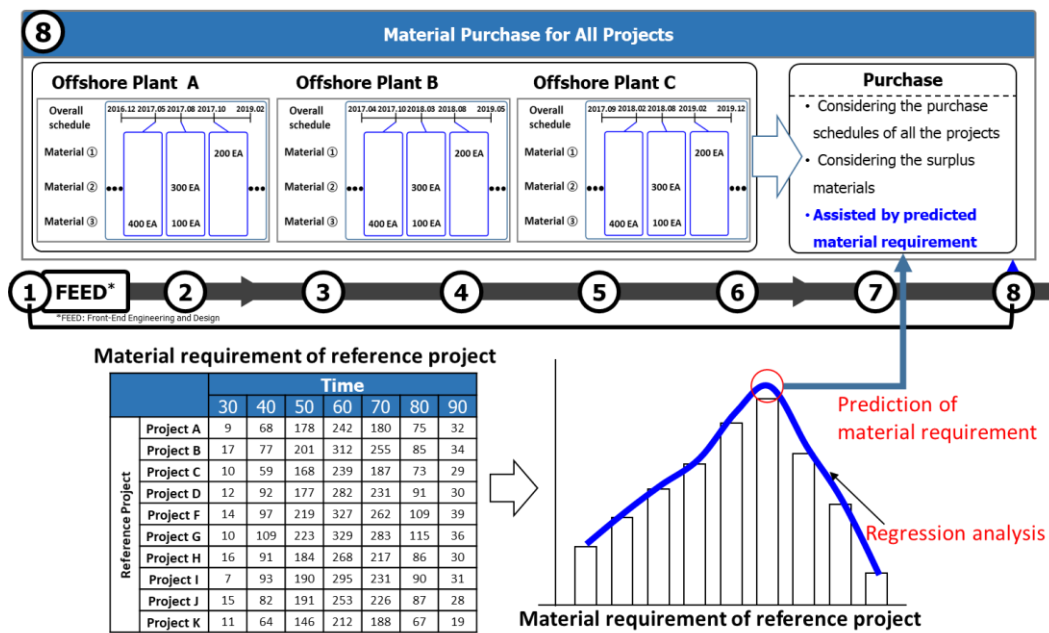 8
Material Purchase for All Projects
Offshore Plant A
Overall schedule
2016.12 2017.05 2017.08 2017.10 2019.02
Material ①
200 EA
Material ②
300 EA
Material ③
400 EA 100 EA
Offshore Plant B
Overall schedule
2017.04 2017.10 2018.03 2018.08 2019.05
Material ①
200 EA
Material ②
300 EA
Material ③
400 EA 100 EA
Offshore Plant C
Overall schedule
2017.09 2018.02 2018.08 2019.02 2019.12
Material ①
200 EA
Material ②
300 EA
Material ③
400 EA 100 EA
Purchase
• Considering the purchase
schedules of all the projects
• Considering the surplus
materials
• Assisted by predicted
material requirement
1 FEED* 2 3 4 5 6 7 8
*FEED: Front-End Engineering and Design
Material requirement of reference project
Time
30 40 50 60 70 80 90
Reference Project
Project A 9 68 178 242 180 75 32
Project B 17 77 201 312 255 85 34
Project C 10 59 168 239 187 73 29
Project D 12 92 177 282 231 91 30
Project F 14 97 219 327 262 109 39
Project G 10 109 223 329 283 115 36
Project H 16 91 184 268 217 86 30
Project I 7 93 190 295 231 90 31
Project J 15 82 191 253 226 87 28
Project K 11 64 146 212 188 67 19
Prediction of
material requirement
Regression analysis
Material requirement of reference project